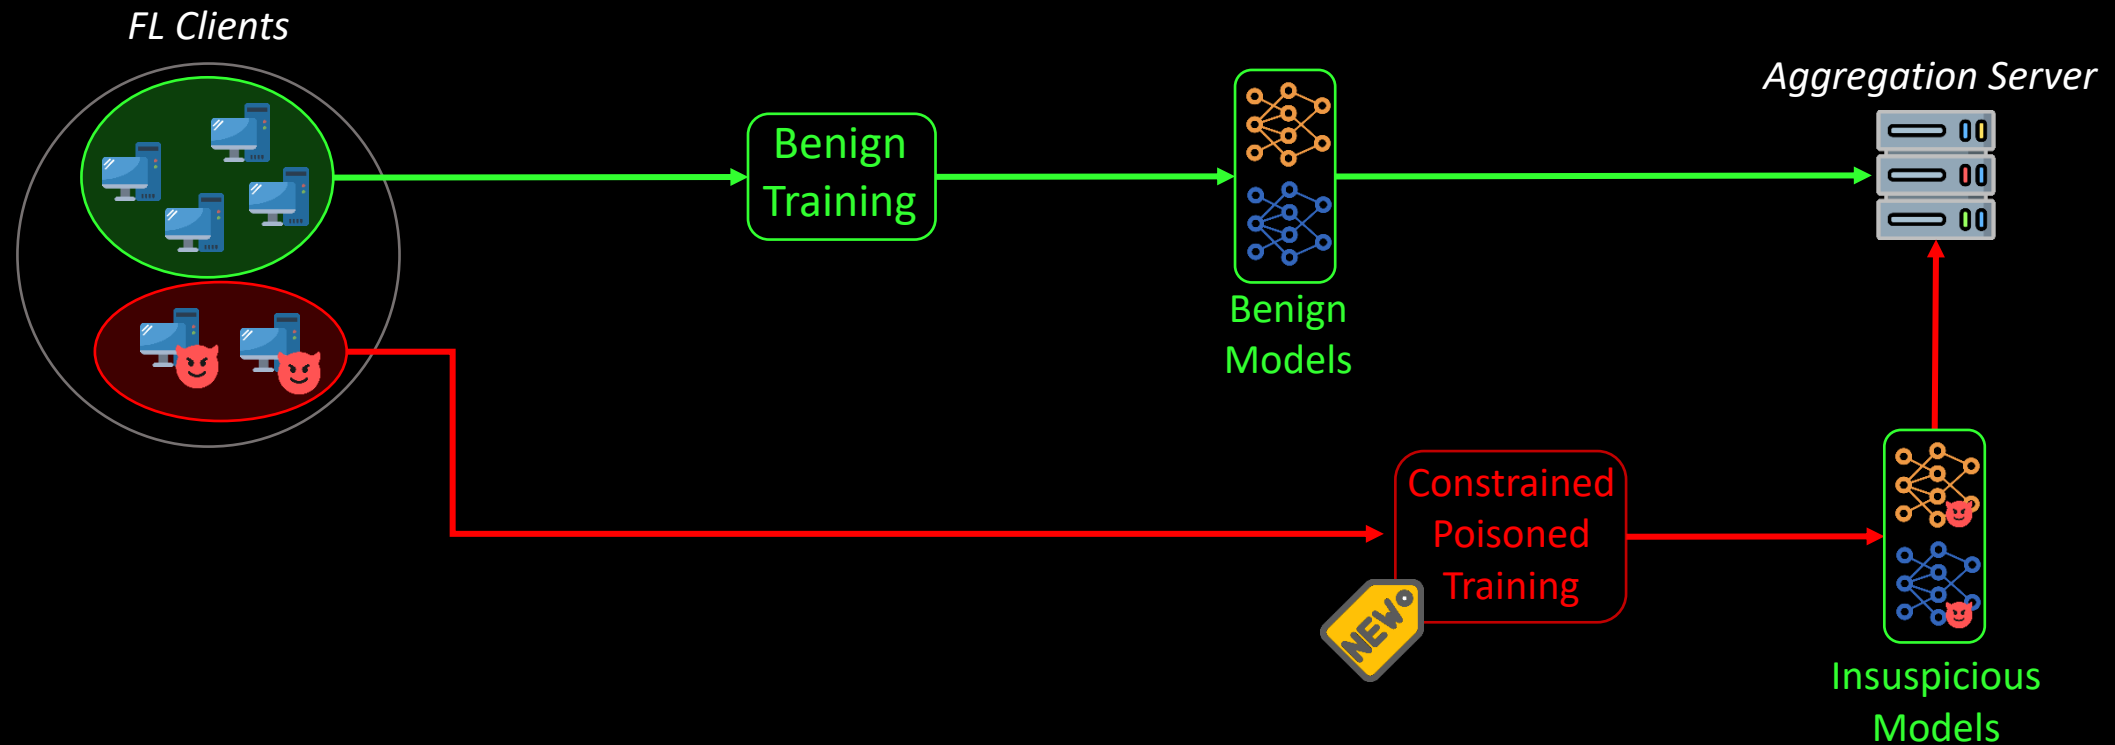 FL Clients
Aggregation Server
Benign
Training
Benign
Models
Constrained
Poisoned
Training
NEW
Insuspicious
Models